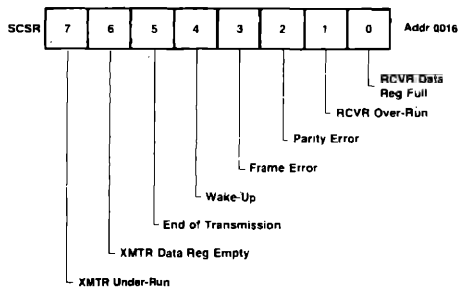 SCSR 7 6 5 4 3 2 1 0 Addr 0016
RCVR Data
Reg Full
RCVR Over-Run
Parity Error
Frame Error
Wake-Up
End of Transmission
XMTR Data Reg Empty
XMTR Under-Run